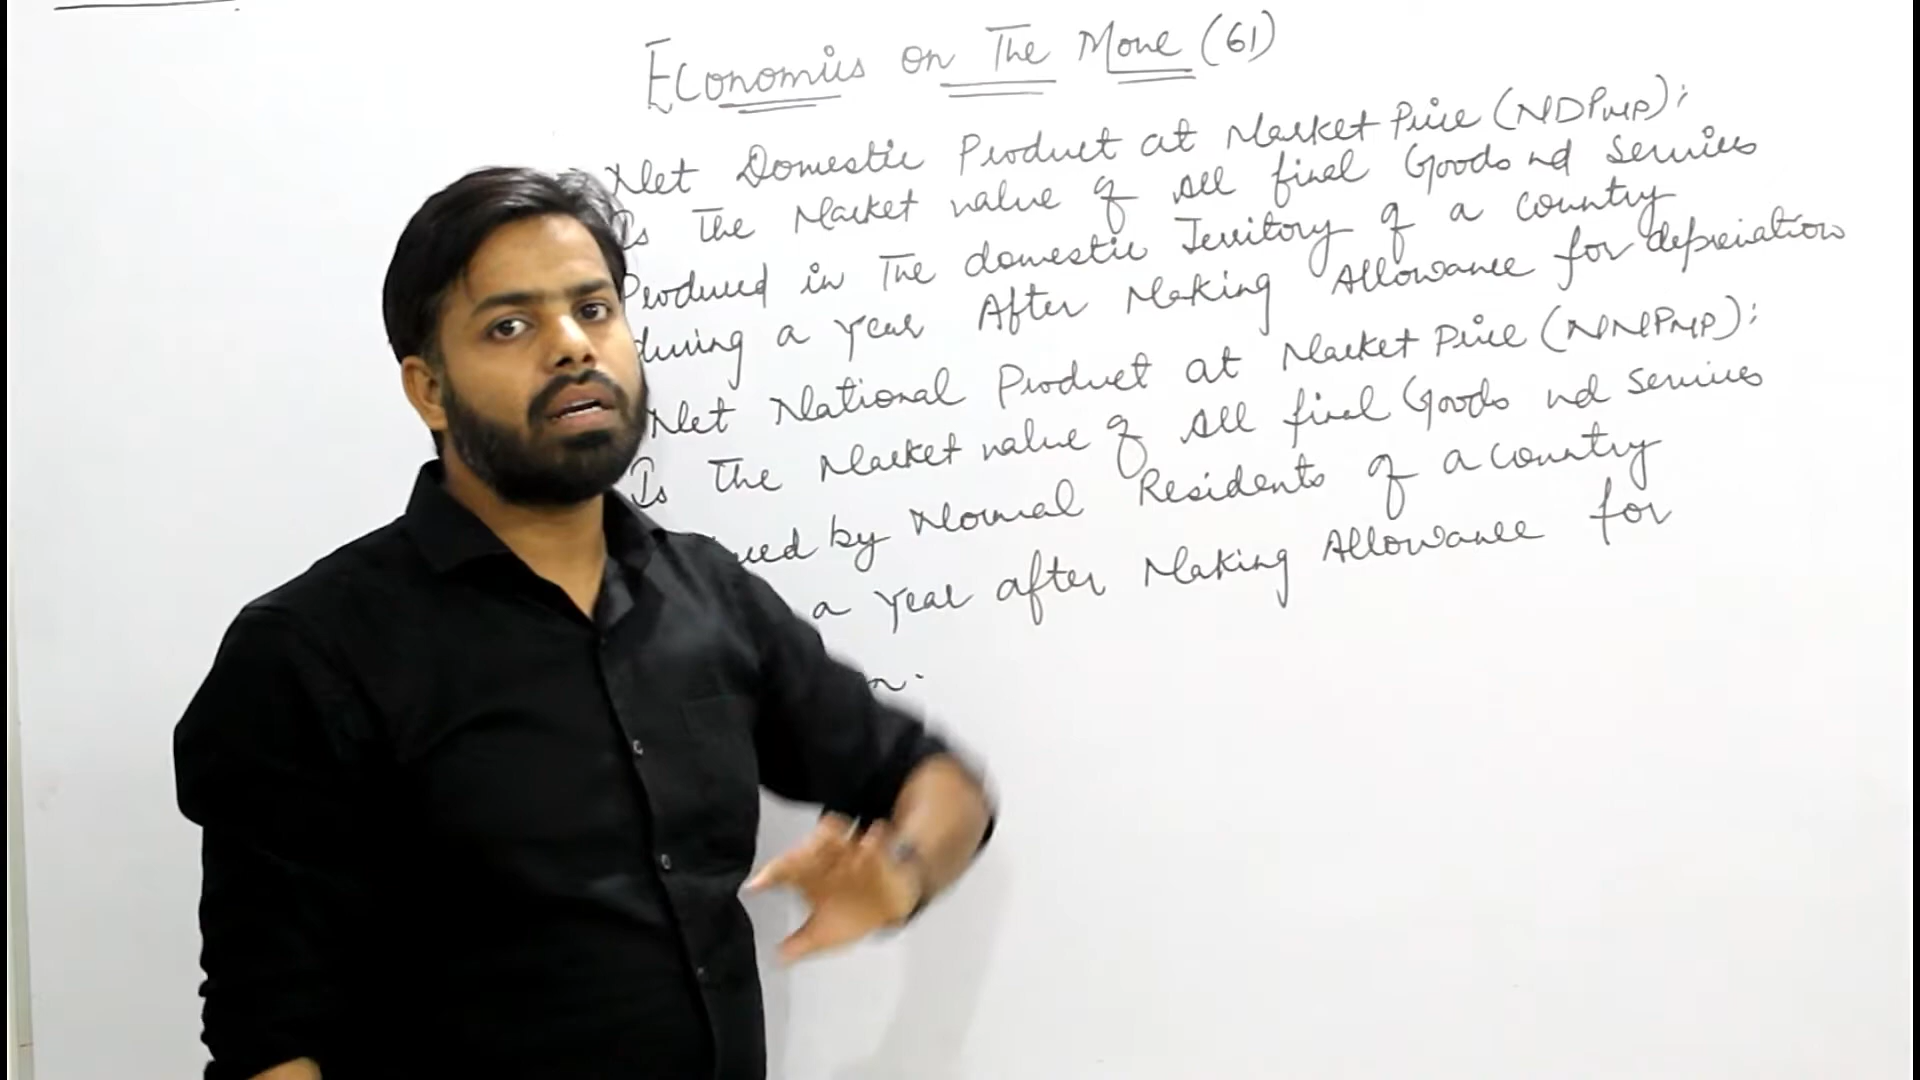 Economics on The Move (61)
Net Domestic Product at Market Price (NDPMP):
Is The Market value of All final Goods nd Services
Produced in The domestic Territory of a country
during a Year After Making Allowance for depreciation
Net National Product at Market Price (NNPMP):
Is The Market value of All final Goods nd Services
by Normal Residents of a country
a Year after Making Allowance for